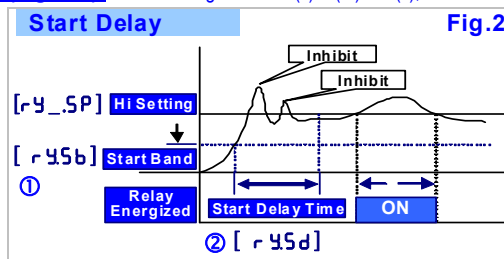 Start Delay
Fig.2
Inhibit
Inhibit
[rY_.SP] Hi Setting
[rY.Sb] Start Band
①
Relay
Energized
Start Delay Time
ON
② [rY.Sd]